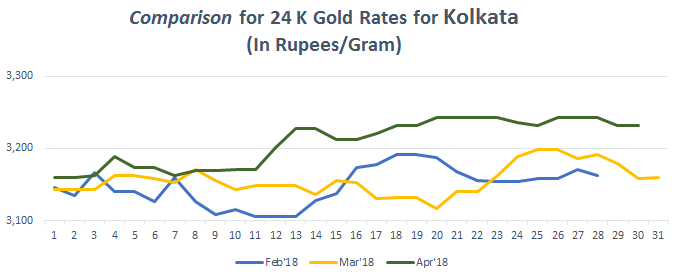 Comparison for 24 K Gold Rates for Kolkata
(In Rupees/Gram)
3,300
3,200
3,100
1 2 3 4 5 6 7 8 9 10 11 12 13 14 15 16 17 18 19 20 21 22 23 24 25 26 27 28 29 30 31
Feb'18 Mar'18 Apr'18